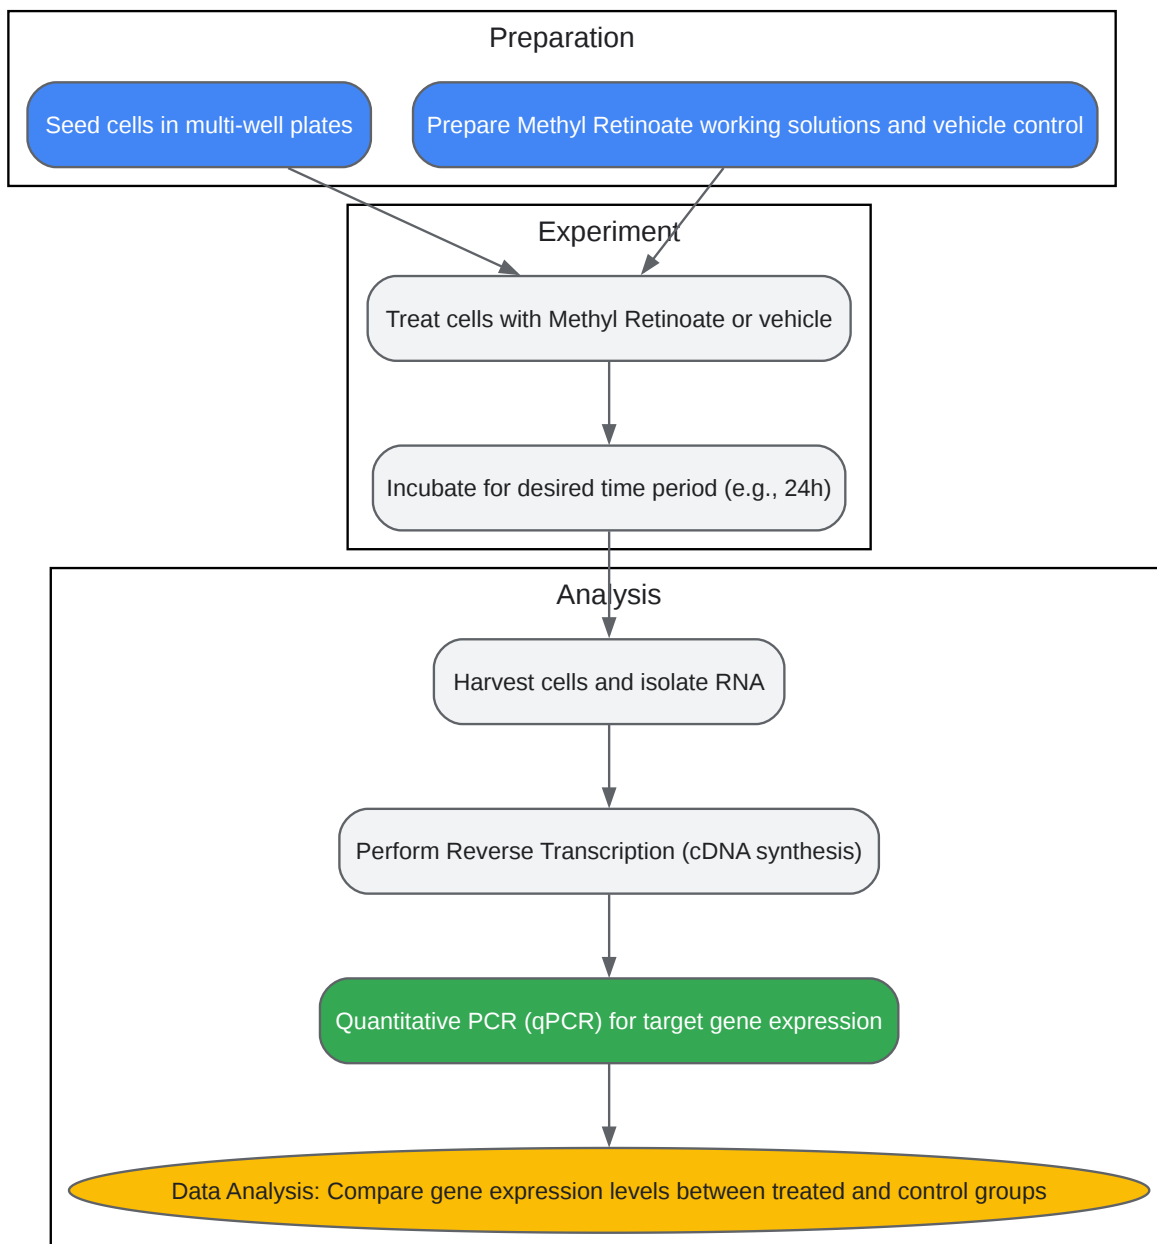 Preparation
Seed cells in multi-well plates
Prepare Methyl Retinoate working solutions and vehicle control
Experiment
Treat cells with Methyl Retinoate or vehicle
Incubate for desired time period (e.g., 24h)
Analysis
Harvest cells and isolate RNA
Perform Reverse Transcription (cDNA synthesis)
Quantitative PCR (qPCR) for target gene expression
Data Analysis: Compare gene expression levels between treated and control groups